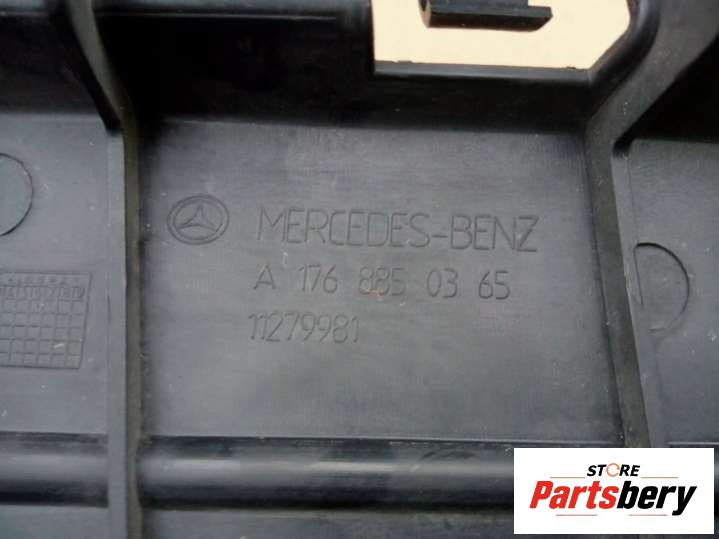 MERCEDES-BENZ
A 176 885 03 65
11279981
STORE
Partsbery